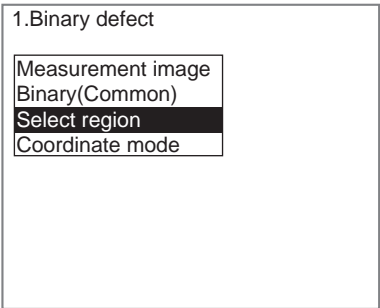 1.Binary defect
Measurement image
Binary(Common)
Select region
Coordinate mode